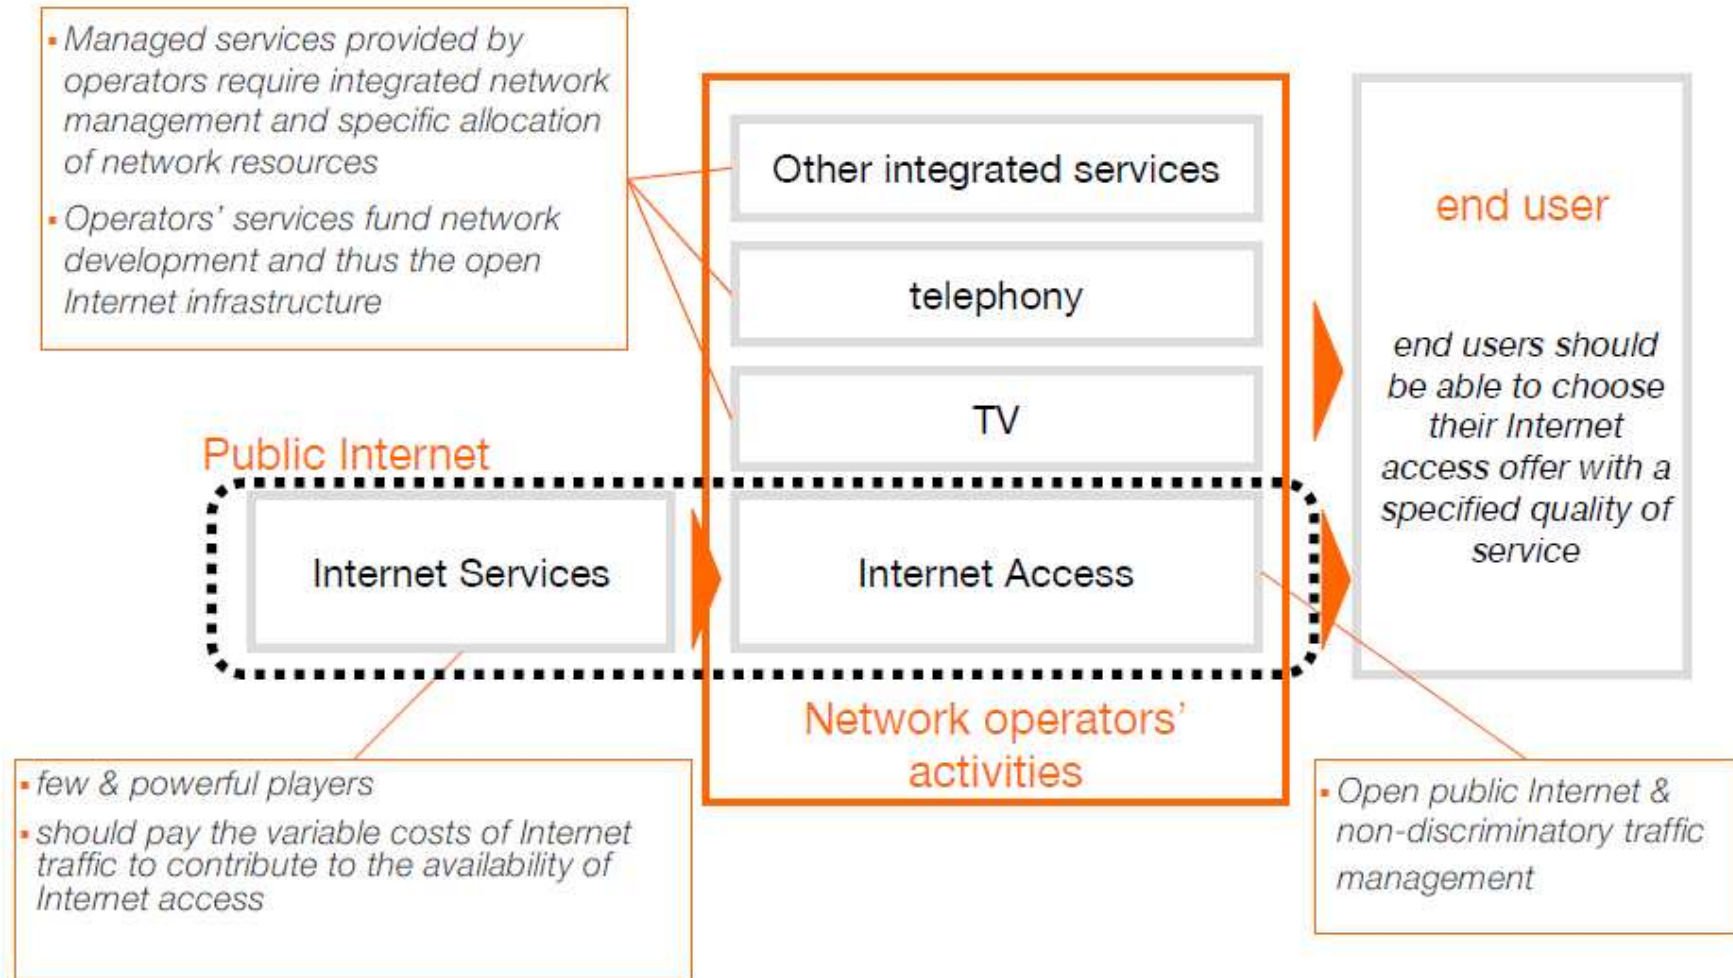 ▪ Managed services provided by
operators require integrated network
management and specific allocation
of network resources
▪ Operators' services fund network
development and thus the open
Internet infrastructure
Other integrated services
telephony
TV
end user
end users should
be able to choose
their Internet
access offer with a
specified quality of
service
Public Internet
Internet Services
Internet Access
Network operators'
activities
▪ few & powerful players
▪ should pay the variable costs of Internet
traffic to contribute to the availability of
Internet access
▪ Open public Internet &
non-discriminatory traffic
management